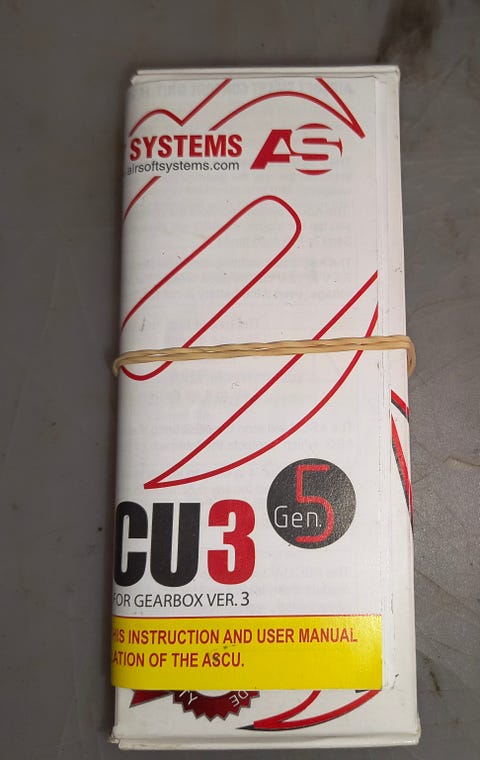 SYSTEMS AS
airsoftsystems.com
Gen.5
CU3
FOR GEARBOX VER. 3
HIS INSTRUCTION AND USER MANUAL
ATION OF THE ASCU.